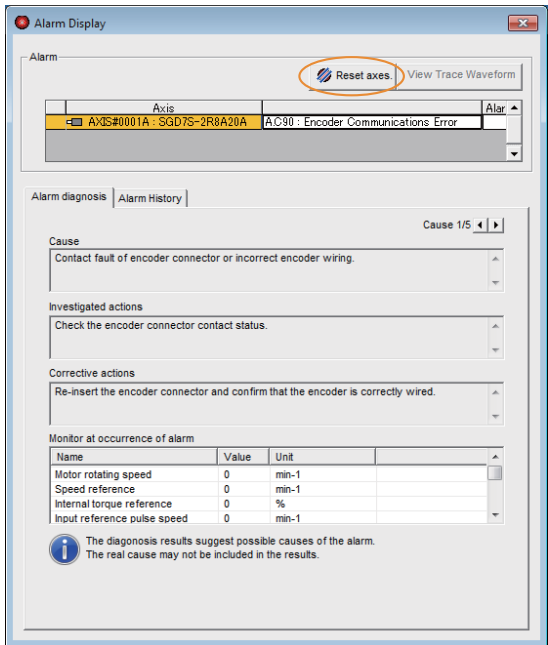 Alarm Display
Alarm
Reset axes.
View Trace Waveform
Axis
Alar
AXIS#0001A : SGD7S-2R8A20A
A.C90 : Encoder Communications Error
Alarm diagnosis
Alarm History
Cause 1/5
Cause
Contact fault of encoder connector or incorrect encoder wiring.
Investigated actions
Check the encoder connector contact status.
Corrective actions
Re-insert the encoder connector and confirm that the encoder is correctly wired.
Monitor at occurrence of alarm
Name Value Unit
Motor rotating speed 0 min-1
Speed reference 0 min-1
Internal torque reference 0 %
Input reference pulse speed 0 min-1
The diagonosis results suggest possible causes of the alarm.
The real cause may not be included in the results.